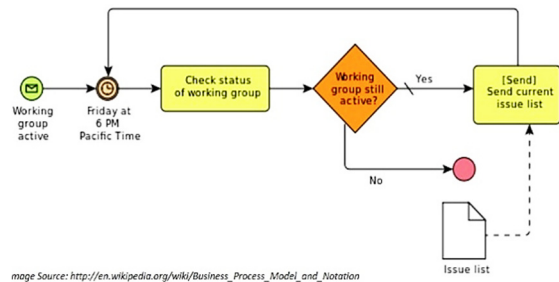 Working
group
active
Friday at
6 PM
Pacific Time
Check status
of working group
Working
group still
active?
Yes
No
[Send]
Send current
issue list
Issue list
mage Source: http://en.wikipedia.org/wiki/Business_Process_Model_and_Notation